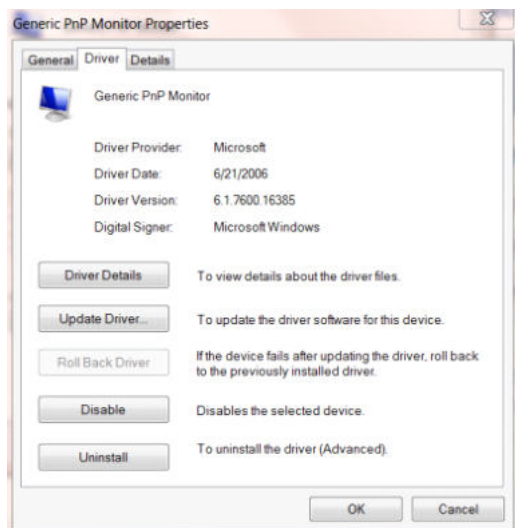 Generic PnP Monitor Properties
General Driver Details
Generic PnP Monitor
Driver Provider: Microsoft
Driver Date: 6/21/2006
Driver Version: 6.1.7600.16385
Digital Signer: Microsoft Windows
Driver Details To view details about the driver files.
Update Driver... To update the driver software for this device.
Roll Back Driver If the device fails after updating the driver, roll back
to the previously installed driver.
Disable Disables the selected device.
Uninstall To uninstall the driver (Advanced).
OK Cancel